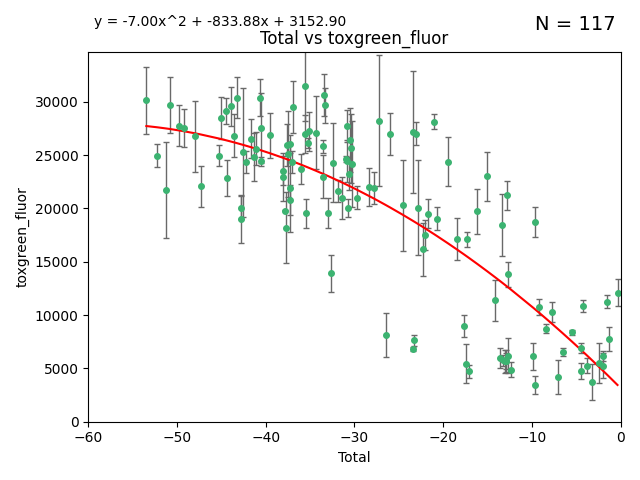 y = -7.00x^2 + -833.88x + 3152.90
N = 117
Total vs toxgreen_fluor
30000
25000
20000
15000
10000
5000
0
toxgreen_fluor
−60
−50
−40
−30
−20
−10
0
Total